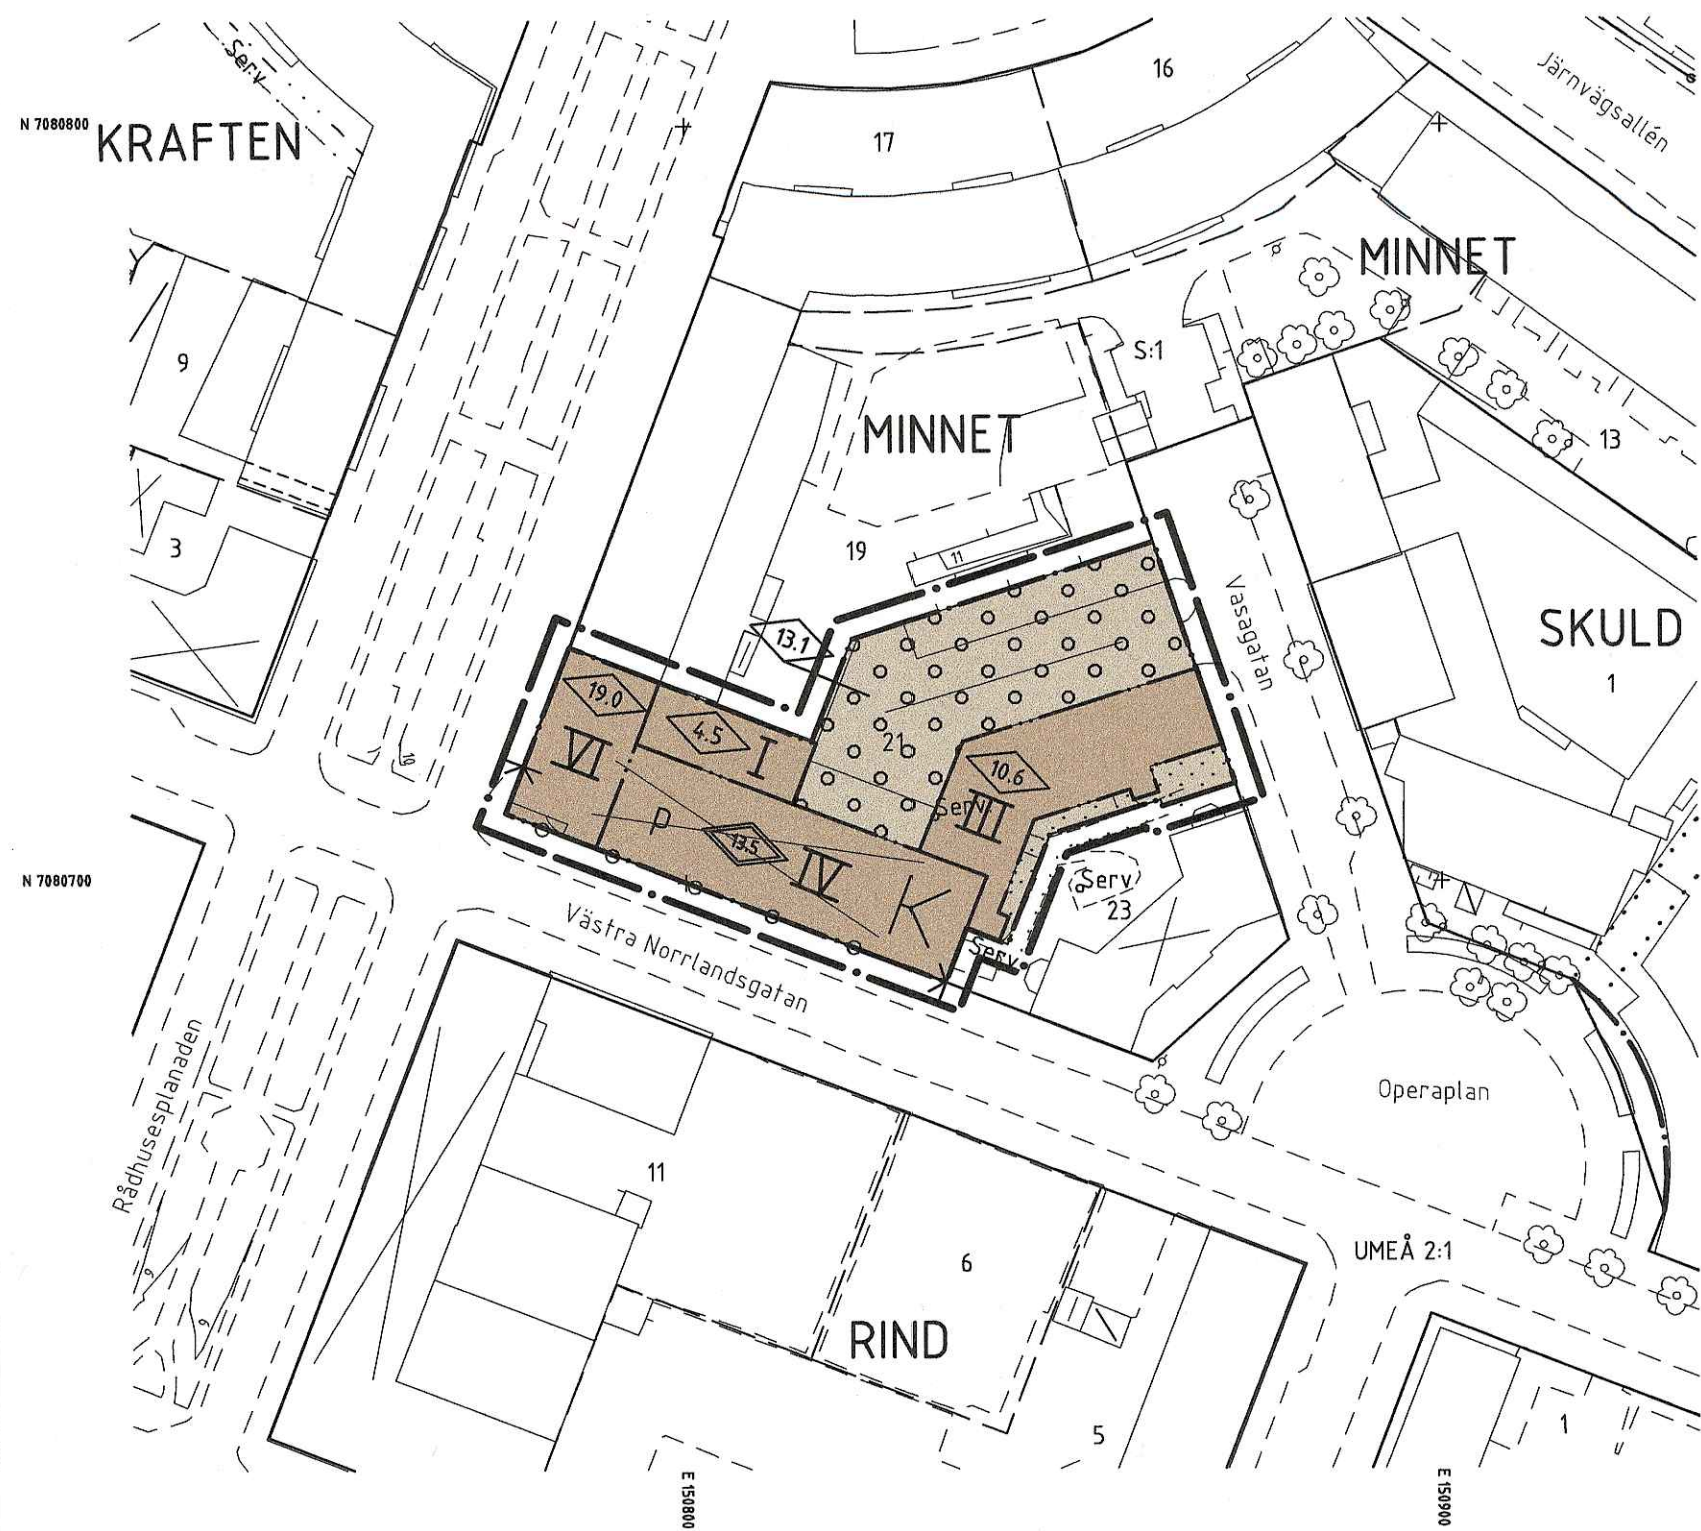 16
Järnvägsallén
Serv
N 7080800
KRAFTEN
17
MINNET
S:1
9
MINNET
13
3
19
11
Vasagatan
SKULD
13.1
1
19.0
4.5
I
VI
21
10.6
Serv
III
P
13.5
IV
K
N 7080700
Serv
23
Västra Norrlandsgatan
Serv
Rådhusesplanaden
Operaplan
11
UMEÅ 2:1
6
RIND
5
1
E 150800
E 150900